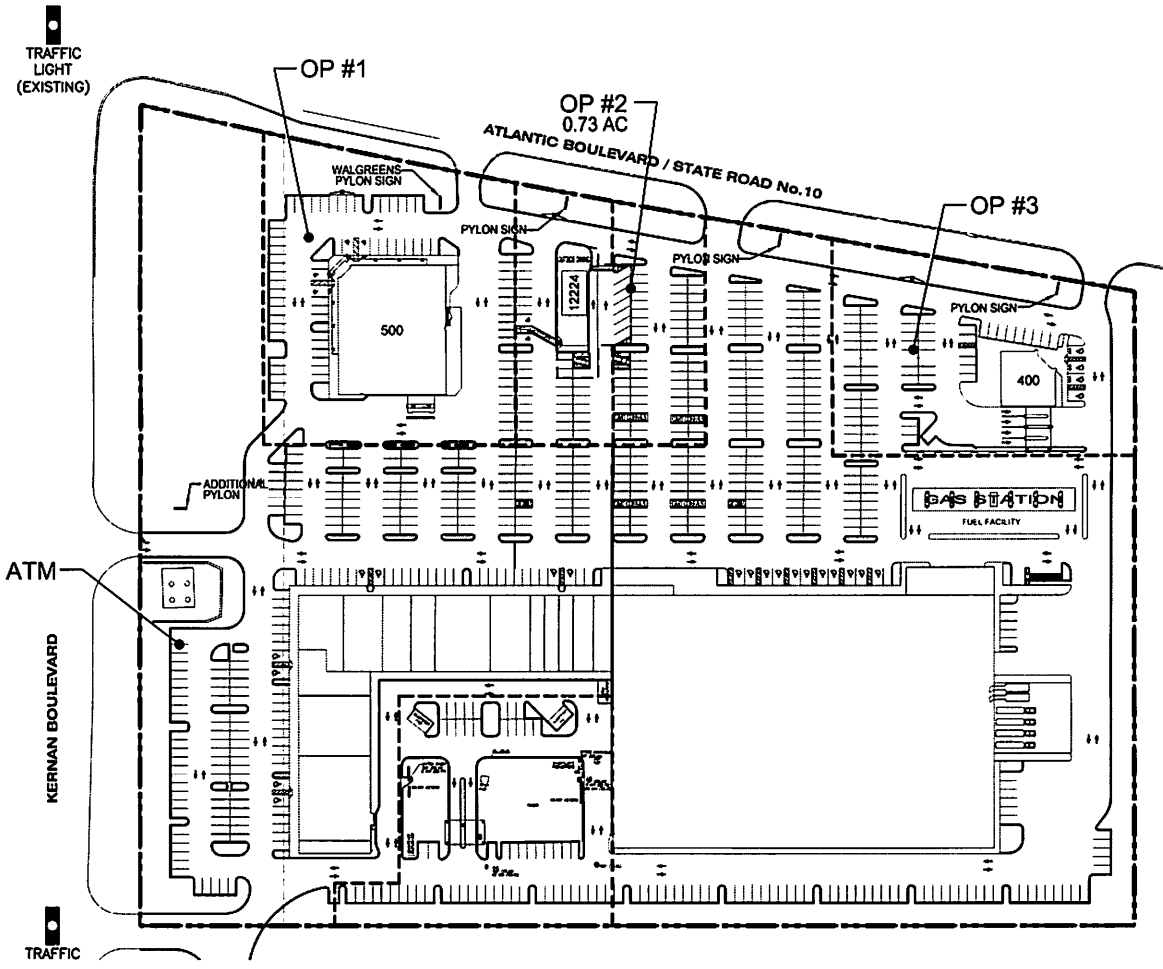 TRAFFIC
LIGHT
(EXISTING)
OP #1
OP #2
0.73 AC
ATLANTIC BOULEVARD / STATE ROAD No.10
WALGREENS
PYLON SIGN
PYLON SIGN
PYLON SIGN
OP #3
PYLON SIGN
12224
500
400
ADDITIONAL
PYLON
GAS STATION
FUEL FACILITY
ATM
KERNAN BOULEVARD
TRAFFIC